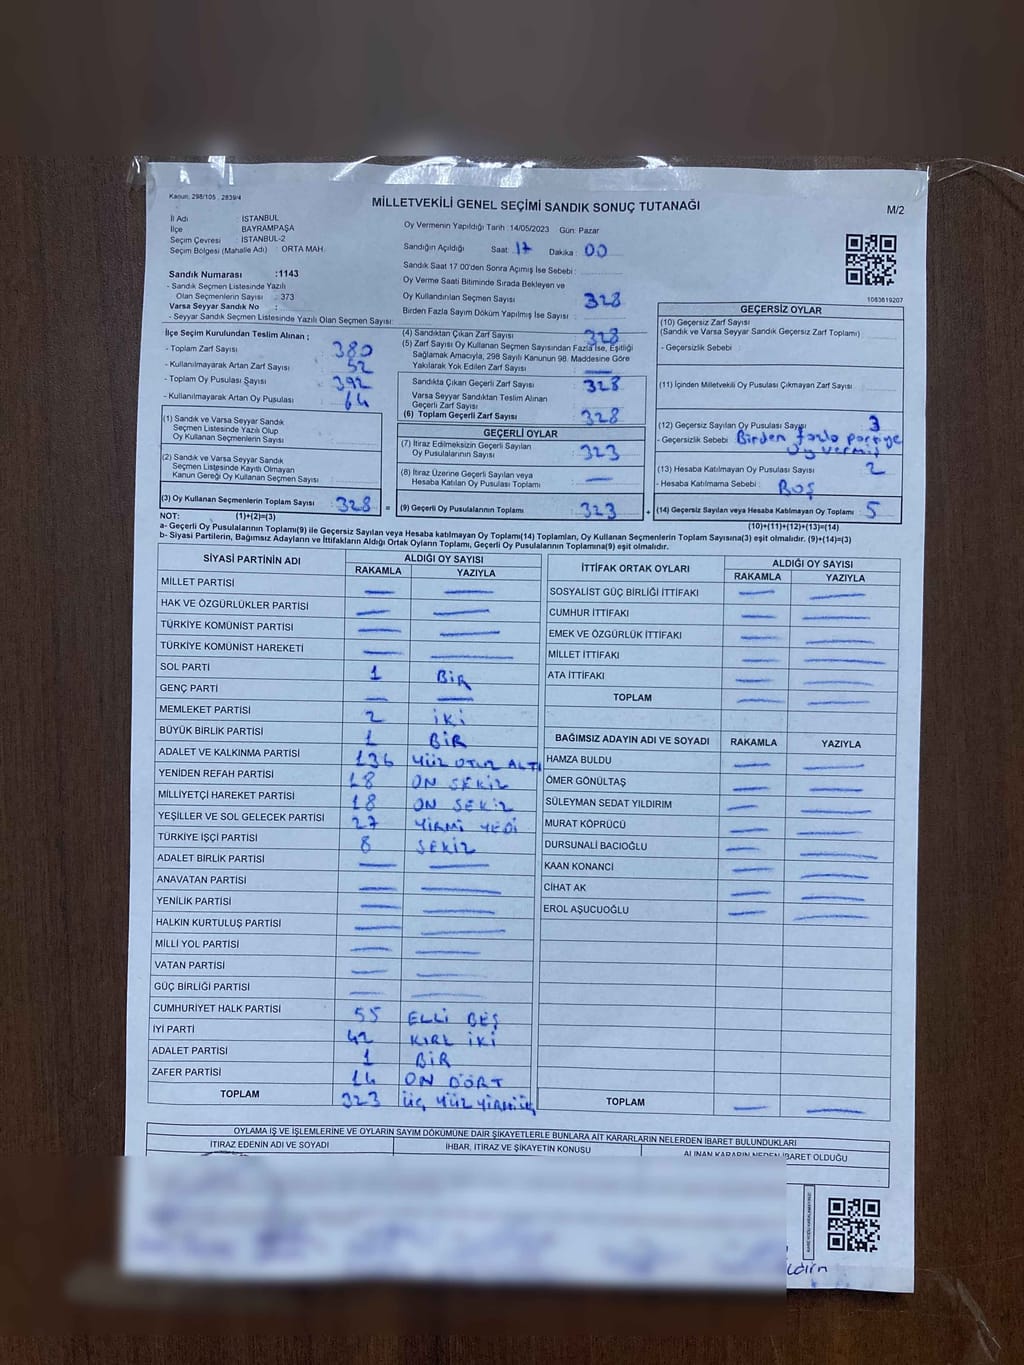 Kanun: 298/105 , 2839/4
MİLLETVEKİLİ GENEL SEÇİMİ SANDIK SONUÇ TUTANAĞI
M/2
İl Adı İSTANBUL
İlçe BAYRAMPAŞA
Seçim Çevresi İSTANBUL-2
Seçim Bölgesi (Mahalle Adı) : ORTA MAH.
Oy Vermenin Yapıldığı Tarih :14/05/2023 Gün: Pazar
Sandığın Açıldığı Saat: 17 Dakika : 00
Sandık Saat 17 00'den Sonra Açılmış İse Sebebi :
Oy Verme Saati Bitiminde Sırada Bekleyen ve
Oy Kullandırılan Seçmen Sayısı 328
Birden Fazla Sayım Döküm Yapılmış İse Sayısı :
1083619207
Sandık Numarası :1143
- Sandık Seçmen Listesinde Yazılı
Olan Seçmenlerin Sayısı : 373
Varsa Seyyar Sandık No :
- Seyyar Sandık Seçmen Listesinde Yazılı Olan Seçmen Sayısı:
İlçe Seçim Kurulundan Teslim Alınan ;
- Toplam Zarf Sayısı 380
- Kullanılmayarak Artan Zarf Sayısı 52
- Toplam Oy Pusulası Sayısı 392
- Kullanılmayarak Artan Oy Pusulası 64
(1) Sandık ve Varsa Seyyar Sandık
Seçmen Listesinde Yazılı Olup
Oy Kullanan Seçmenlerin Sayısı
(2) Sandık ve Varsa Seyyar Sandık
Seçmen Listesinde Kayıtlı Olmayan
Kanun Gereği Oy Kullanan Seçmen Sayısı
(3) Oy Kullanan Seçmenlerin Toplam Sayısı 328 =
(4) Sandıktan Çıkan Zarf Sayısı 328
(5) Zarf Sayısı Oy Kullanan Seçmen Sayısından Fazla İse, Eşitliği
Sağlamak Amacıyla, 298 Sayılı Kanunun 98. Maddesine Göre
Yakılarak Yok Edilen Zarf Sayısı —
Sandıkta Çıkan Geçerli Zarf Sayısı 328
Varsa Seyyar Sandıktan Teslim Alınan
Geçerli Zarf Sayısı
(6) Toplam Geçerli Zarf Sayısı 328
GEÇERLİ OYLAR
(7) İtiraz Edilmeksizin Geçerli Sayılan
Oy Pusulalarının Sayısı 323
(8) İtiraz Üzerine Geçerli Sayılan veya
Hesaba Katılan Oy Pusulası Toplamı —
(9) Geçerli Oy Pusulalarının Toplamı 323 +
GEÇERSİZ OYLAR
(10) Geçersiz Zarf Sayısı
(Sandık ve Varsa Seyyar Sandık Geçersiz Zarf Toplamı)
- Geçersizlik Sebebi :
(11) İçinden Milletvekili Oy Pusulası Çıkmayan Zarf Sayısı
(12) Geçersiz Sayılan Oy Pusulası Sayısı 3
- Geçersizlik Sebebi : Birden fazla partiye
oy vermiş
(13) Hesaba Katılmayan Oy Pusulası Sayısı 2
- Hesaba Katılmama Sebebi : BOŞ
(14) Geçersiz Sayılan veya Hesaba Katılmayan Oy Toplamı : 5
NOT: (1)+(2)=(3)
(10)+(11)+(12)+(13)=(14)
a- Geçerli Oy Pusulalarının Toplamı(9) ile Geçersiz Sayılan veya Hesaba katılmayan Oy Toplamı(14) Toplamları, Oy Kullanan Seçmenlerin Toplam Sayısına(3) eşit olmalıdır. (9)+(14)=(3)
b- Siyasi Partilerin, Bağımsız Adayların ve İttifakların Aldığı Ortak Oyların Toplamı, Geçerli Oy Pusulalarının Toplamına(9) eşit olmalıdır.
SİYASİ PARTİNİN ADI ALDIĞI OY SAYISI
RAKAMLA YAZIYLA
MİLLET PARTİSİ — —
HAK VE ÖZGÜRLÜKLER PARTİSİ — —
TÜRKİYE KOMÜNİST PARTİSİ — —
TÜRKİYE KOMÜNİST HAREKETİ — —
SOL PARTİ 1 BİR
GENÇ PARTİ — —
MEMLEKET PARTİSİ 2 İKİ
BÜYÜK BİRLİK PARTİSİ 1 BİR
ADALET VE KALKINMA PARTİSİ 136 YÜZ OTUZ ALTI
YENİDEN REFAH PARTİSİ 18 ON SEKİZ
MİLLİYETÇİ HAREKET PARTİSİ 18 ON SEKİZ
YEŞİLLER VE SOL GELECEK PARTİSİ 27 YİRMİ YEDİ
TÜRKİYE İŞÇİ PARTİSİ 8 SEKİZ
ADALET BİRLİK PARTİSİ — —
ANAVATAN PARTİSİ — —
YENİLİK PARTİSİ — —
HALKIN KURTULUŞ PARTİSİ — —
MİLLİ YOL PARTİSİ — —
VATAN PARTİSİ — —
GÜÇ BİRLİĞİ PARTİSİ — —
CUMHURİYET HALK PARTİSİ 55 ELLİ BEŞ
İYİ PARTİ 42 KIRK İKİ
ADALET PARTİSİ 1 BİR
ZAFER PARTİSİ 14 ON DÖRT
TOPLAM 323 ÜÇ YÜZ YİRMİ ÜÇ
İTTİFAK ORTAK OYLARI ALDIĞI OY SAYISI
RAKAMLA YAZIYLA
SOSYALİST GÜÇ BİRLİĞİ İTTİFAKI — —
CUMHUR İTTİFAKI — —
EMEK VE ÖZGÜRLÜK İTTİFAKI — —
MİLLET İTTİFAKI — —
ATA İTTİFAKI — —
TOPLAM — —
BAĞIMSIZ ADAYIN ADI VE SOYADI RAKAMLA YAZIYLA
HAMZA BULDU — —
ÖMER GÖNÜLTAŞ — —
SÜLEYMAN SEDAT YILDIRIM — —
MURAT KÖPRÜCÜ — —
DURSUNALİ BACIOĞLU — —
KAAN KONANCİ — —
CİHAT AK — —
EROL AŞUCUOĞLU — —
TOPLAM — —
OYLAMA İŞ VE İŞLEMLERİNE VE OYLARIN SAYIM DÖKÜMÜNE DAİR ŞİKAYETLERLE BUNLARA AİT KARARLARIN NELERDEN İBARET BULUNDUKLARI
İTİRAZ EDENİN ADI VE SOYADI İHBAR, İTİRAZ VE ŞİKAYETİN KONUSU ALINAN KARARIN NEDEN İBARET OLDUĞU